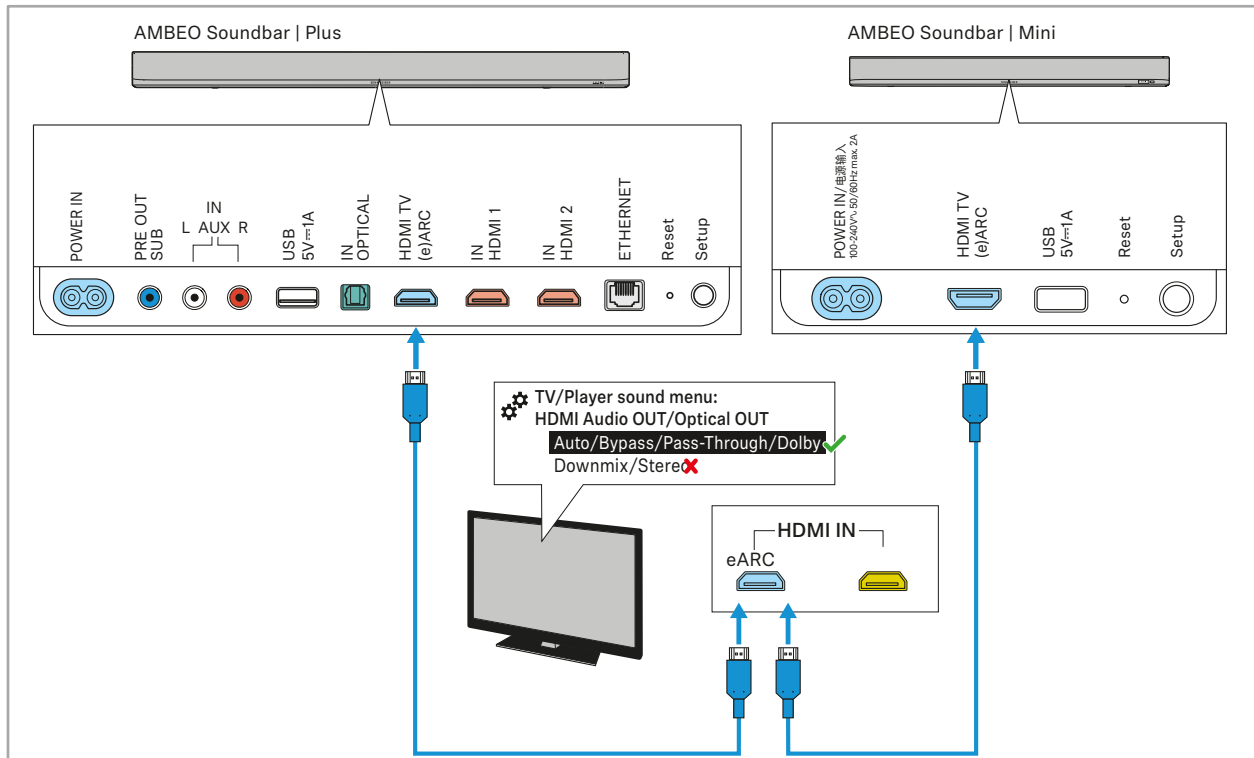 AMBEO Soundbar | Plus
POWER IN
PRE OUT
SUB
IN
L AUX R
USB
5V⎓1A
IN
OPTICAL
HDMI TV
(e)ARC
IN
HDMI 1
IN
HDMI 2
ETHERNET
Reset
Setup
AMBEO Soundbar | Mini
POWER IN/电源输入
100-240V∿50/60Hz max. 2A
HDMI TV
(e)ARC
USB
5V⎓1A
Reset
Setup
TV/Player sound menu:
HDMI Audio OUT/Optical OUT
Auto/Bypass/Pass-Through/Dolby
Downmix/Stereo
HDMI IN
eARC